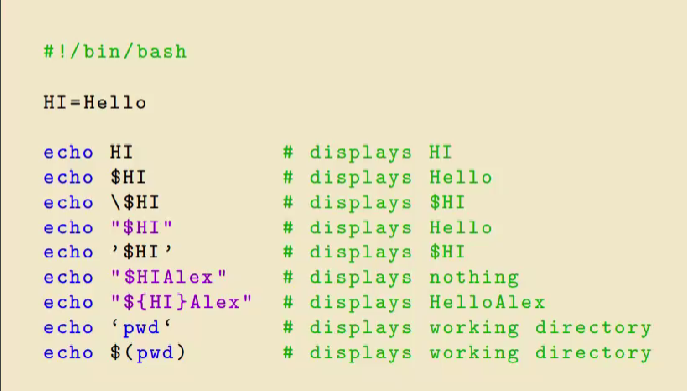 #!/bin/bash
HI=Hello
echo HI # displays HI
echo $HI # displays Hello
echo \$HI # displays $HI
echo "$HI" # displays Hello
echo ’$HI’ # displays $HI
echo "$HIAlex" # displays nothing
echo "${HI}Alex" # displays HelloAlex
echo ‘pwd‘ # displays working directory
echo $(pwd) # displays working directory